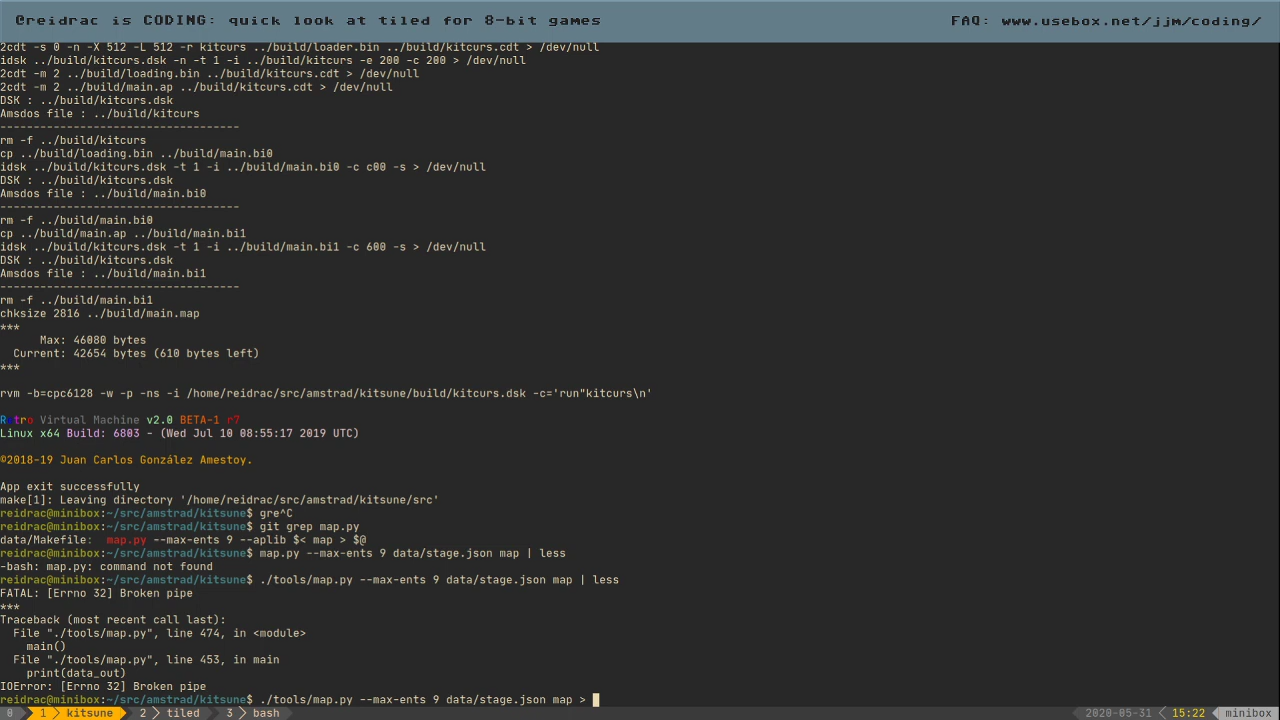 @reidrac is CODING: quick look at tiled for 8-bit games
FAQ: www.usebox.net/jjm/coding/
2cdt -s 0 -n -X 512 -L 512 -r kitcurs ../build/loader.bin ../build/kitcurs.cdt > /dev/null
idsk ../build/kitcurs.dsk -n -t 1 -i ../build/kitcurs -e 200 -c 200 > /dev/null
2cdt -m 2 ../build/loading.bin ../build/kitcurs.cdt > /dev/null
2cdt -m 2 ../build/main.ap ../build/kitcurs.cdt > /dev/null
DSK : ../build/kitcurs.dsk
Amsdos file : ../build/kitcurs
------------------------------------
rm -f ../build/kitcurs
cp ../build/loading.bin ../build/main.bi0
idsk ../build/kitcurs.dsk -t 1 -i ../build/main.bi0 -c c00 -s > /dev/null
DSK : ../build/kitcurs.dsk
Amsdos file : ../build/main.bi0
------------------------------------
rm -f ../build/main.bi0
cp ../build/main.ap ../build/main.bi1
idsk ../build/kitcurs.dsk -t 1 -i ../build/main.bi1 -c 600 -s > /dev/null
DSK : ../build/kitcurs.dsk
Amsdos file : ../build/main.bi1
------------------------------------
rm -f ../build/main.bi1
chksize 2816 ../build/main.map
***
      Max: 46080 bytes
  Current: 42654 bytes (610 bytes left)
***
rvm -b=cpc6128 -w -p -ns -i /home/reidrac/src/amstrad/kitsune/build/kitcurs.dsk -c='run"kitcurs\n'
Retro Virtual Machine v2.0 BETA-1 r7
Linux x64 Build: 6803 - (Wed Jul 10 08:55:17 2019 UTC)
©2018-19 Juan Carlos González Amestoy.
App exit successfully
make[1]: Leaving directory '/home/reidrac/src/amstrad/kitsune/src'
reidrac@minibox:~/src/amstrad/kitsune$ gre^C
reidrac@minibox:~/src/amstrad/kitsune$ git grep map.py
data/Makefile:  map.py --max-ents 9 --aplib $< map > $@
reidrac@minibox:~/src/amstrad/kitsune$ map.py --max-ents 9 data/stage.json map | less
-bash: map.py: command not found
reidrac@minibox:~/src/amstrad/kitsune$ ./tools/map.py --max-ents 9 data/stage.json map | less
FATAL: [Errno 32] Broken pipe
***
Traceback (most recent call last):
  File "./tools/map.py", line 474, in <module>
    main()
  File "./tools/map.py", line 453, in main
    print(data_out)
IOError: [Errno 32] Broken pipe
reidrac@minibox:~/src/amstrad/kitsune$ ./tools/map.py --max-ents 9 data/stage.json map >
0 1 kitsune 2 tiled 3 bash 2020-05-31 15:22 minibox